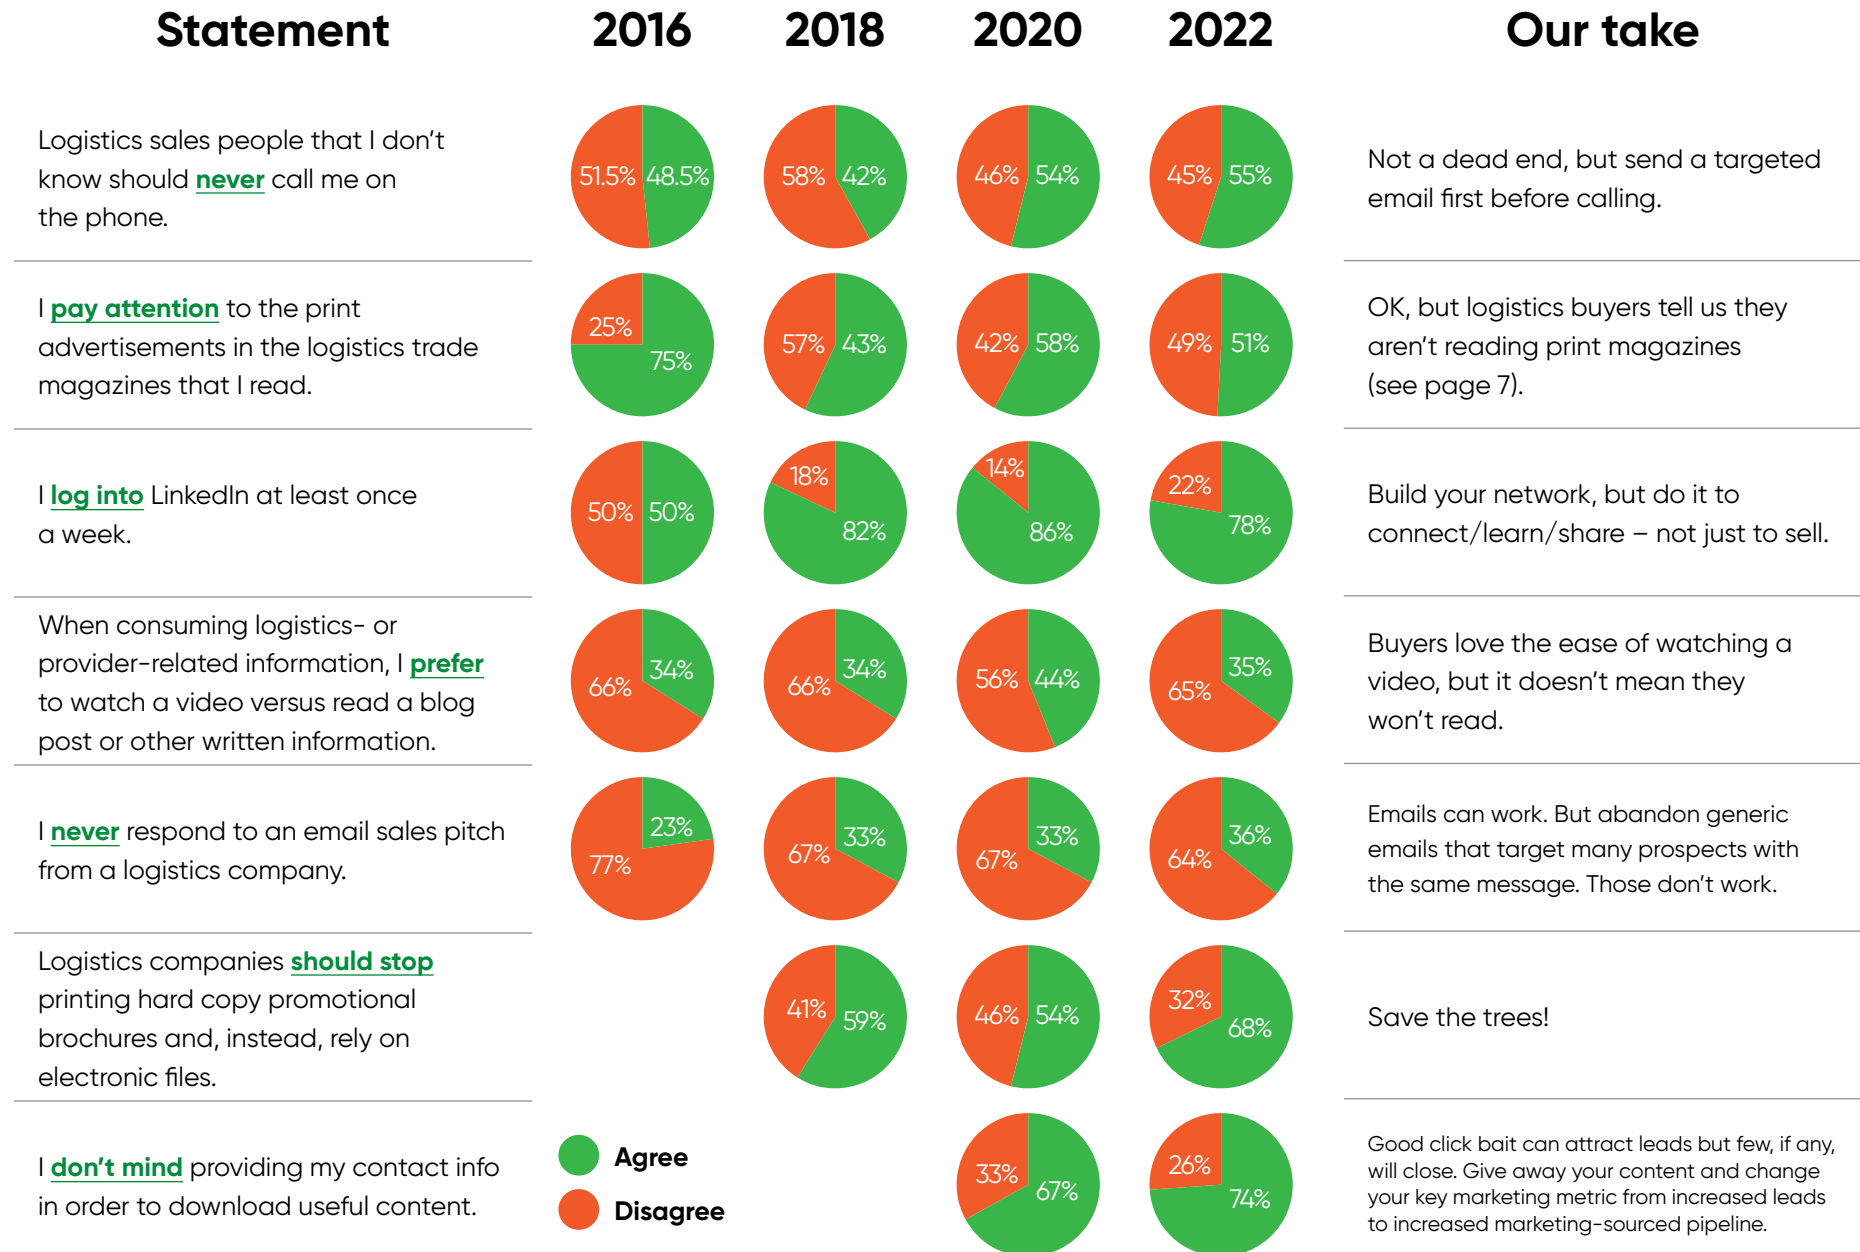 Statement 2016 2018 2020 2022 Our take
Logistics sales people that I don't
know should never call me on
the phone.
51.5% 48.5% 58% 42% 46% 54% 45% 55%
Not a dead end, but send a targeted
email first before calling.
I pay attention to the print
advertisements in the logistics trade
magazines that I read.
25% 75% 57% 43% 42% 58% 49% 51%
OK, but logistics buyers tell us they
aren't reading print magazines
(see page 7).
I log into LinkedIn at least once
a week.
50% 50% 18% 82% 14% 86% 22% 78%
Build your network, but do it to
connect/learn/share – not just to sell.
When consuming logistics- or
provider-related information, I prefer
to watch a video versus read a blog
post or other written information.
66% 34% 66% 34% 56% 44% 65% 35%
Buyers love the ease of watching a
video, but it doesn't mean they
won't read.
I never respond to an email sales pitch
from a logistics company.
77% 23% 67% 33% 67% 33% 64% 36%
Emails can work. But abandon generic
emails that target many prospects with
the same message. Those don't work.
Logistics companies should stop
printing hard copy promotional
brochures and, instead, rely on
electronic files.
41% 59% 46% 54% 32% 68%
Save the trees!
I don't mind providing my contact info
in order to download useful content.
Agree
Disagree
33% 67% 26% 74%
Good click bait can attract leads but few, if any,
will close. Give away your content and change
your key marketing metric from increased leads
to increased marketing-sourced pipeline.